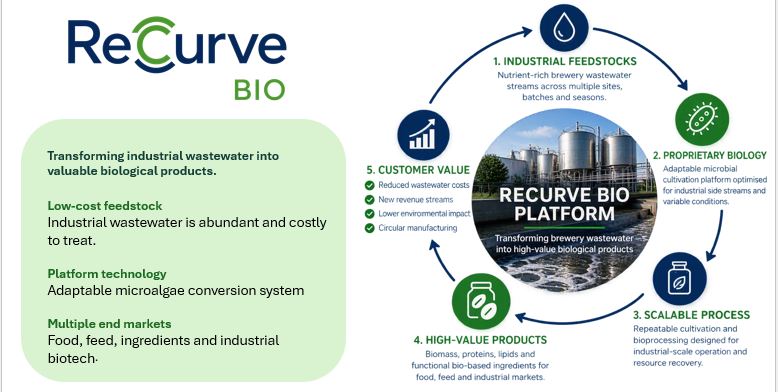 ReCurve
BIO
Transforming industrial wastewater into
valuable biological products.
Low-cost feedstock
Industrial wastewater is abundant and costly
to treat.
Platform technology
Adaptable microalgae conversion system
Multiple end markets
Food, feed, ingredients and industrial
biotech.
1. INDUSTRIAL FEEDSTOCKS
Nutrient-rich brewery wastewater
streams across multiple sites,
batches and seasons.
2. PROPRIETARY BIOLOGY
Adaptable microbial
cultivation platform optimised
for industrial side streams and
variable conditions.
3. SCALABLE PROCESS
Repeatable cultivation and
bioprocessing designed for
industrial-scale operation and
resource recovery.
4. HIGH-VALUE PRODUCTS
Biomass, proteins, lipids and
functional bio-based ingredients for
food, feed and industrial markets.
5. CUSTOMER VALUE
Reduced wastewater costs
New revenue streams
Lower environmental impact
Circular manufacturing
RECURVE BIO
PLATFORM
Transforming brewery wastewater
into high-value biological products